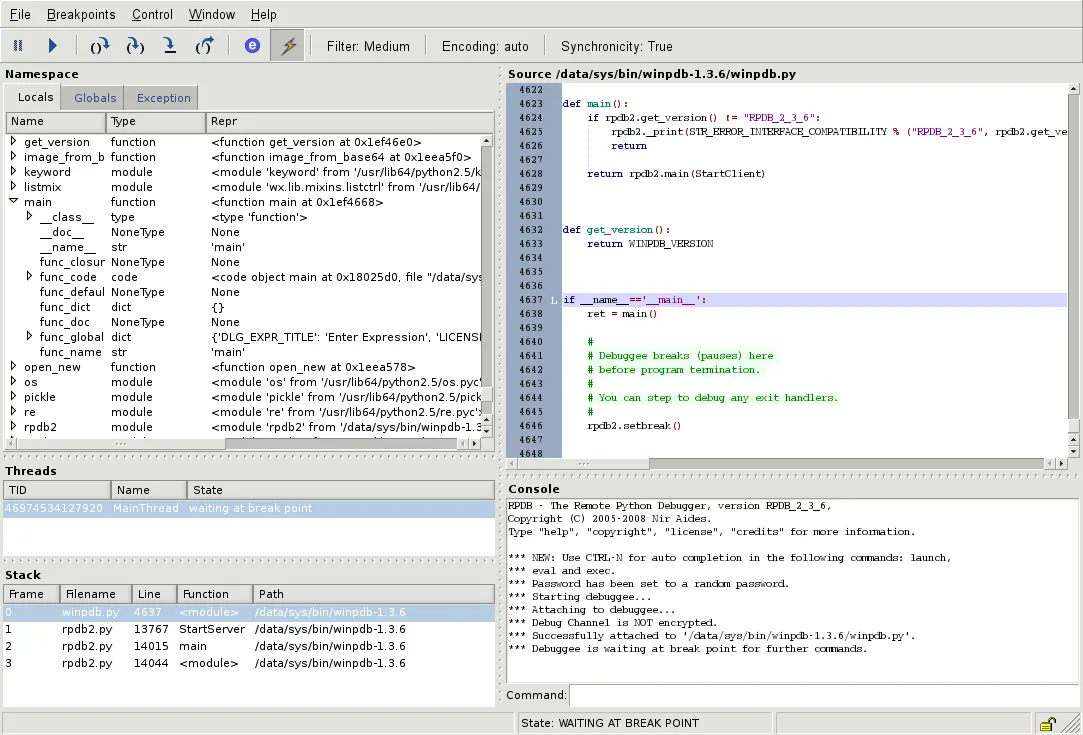 File Breakpoints Control Window Help
Filter: Medium Encoding: auto Synchronicity: True
Namespace
Locals Globals Exception
Name Type Repr
get_version function <function get_version at 0x1ef46e0>
image_from_b function <function image_from_base64 at 0x1eea5f0>
keyword module <module 'keyword' from '/usr/lib64/python2.5/k
listmix module <module 'wx.lib.mixins.listctrl' from '/usr/lib64/
main function <function main at 0x1ef4668>
__class__ type <type 'function'>
__doc__ NoneType None
__name__ str 'main'
func_closur NoneType None
func_code code <code object main at 0x18025d0, file "/data/sys
func_defaul NoneType None
func_dict dict {}
func_doc NoneType None
func_global dict {'DLG_EXPR_TITLE': 'Enter Expression', 'LICENSE
func_name str 'main'
open_new function <function open_new at 0x1eea578>
os module <module 'os' from '/usr/lib64/python2.5/os.pyc'
pickle module <module 'pickle' from '/usr/lib64/python2.5/pick
re module <module 're' from '/usr/lib64/python2.5/re.pyc'
rpdb2 module <module 'rpdb2' from '/data/sys/bin/winpdb-1.3
Threads
TID Name State
46974534127920 MainThread waiting at break point
Stack
Frame Filename Line Function Path
0 winpdb.py 4637 <module> /data/sys/bin/winpdb-1.3.6
1 rpdb2.py 13767 StartServer /data/sys/bin/winpdb-1.3.6
2 rpdb2.py 14015 main /data/sys/bin/winpdb-1.3.6
3 rpdb2.py 14044 <module> /data/sys/bin/winpdb-1.3.6
Source /data/sys/bin/winpdb-1.3.6/winpdb.py
4622
4623 def main():
4624 if rpdb2.get_version() != "RPDB_2_3_6":
4625 rpdb2._print(STR_ERROR_INTERFACE_COMPATIBILITY % ("RPDB_2_3_6", rpdb2.get_ve
4626 return
4627
4628 return rpdb2.main(StartClient)
4629
4630
4631
4632 def get_version():
4633 return WINPDB_VERSION
4634
4635
4636
4637 L if __name__=='__main__':
4638 ret = main()
4639
4640 #
4641 # Debuggee breaks (pauses) here
4642 # before program termination.
4643 #
4644 # You can step to debug any exit handlers.
4645 #
4646 rpdb2.setbreak()
4647
4648
Console
RPDB - The Remote Python Debugger, version RPDB_2_3_6,
Copyright (C) 2005-2008 Nir Aides.
Type "help", "copyright", "license", "credits" for more information.
*** NEW: Use CTRL-N for auto completion in the following commands: launch,
*** eval and exec.
*** Password has been set to a random password.
*** Starting debuggee...
*** Attaching to debuggee...
*** Debug Channel is NOT encrypted.
*** Successfully attached to '/data/sys/bin/winpdb-1.3.6/winpdb.py'.
*** Debuggee is waiting at break point for further commands.
Command:
State: WAITING AT BREAK POINT